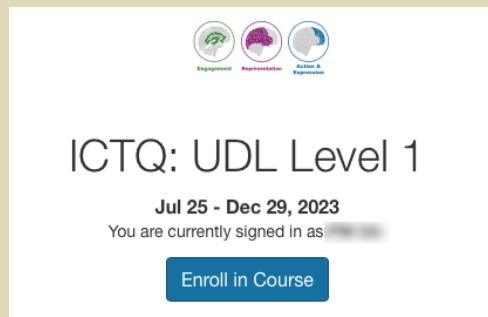 Engagement Representation Action &
Expression
ICTQ: UDL Level 1
Jul 25 - Dec 29, 2023
You are currently signed in as
Enroll in Course